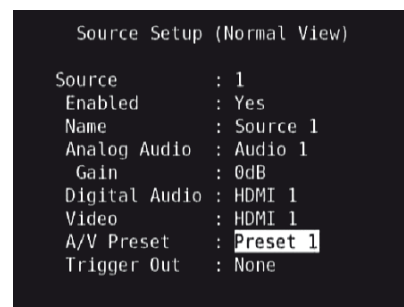 Source Setup (Normal View)
Source : 1
Enabled : Yes
Name : Source 1
Analog Audio : Audio 1
Gain : 0dB
Digital Audio : HDMI 1
Video : HDMI 1
A/V Preset : Preset 1
Trigger Out : None